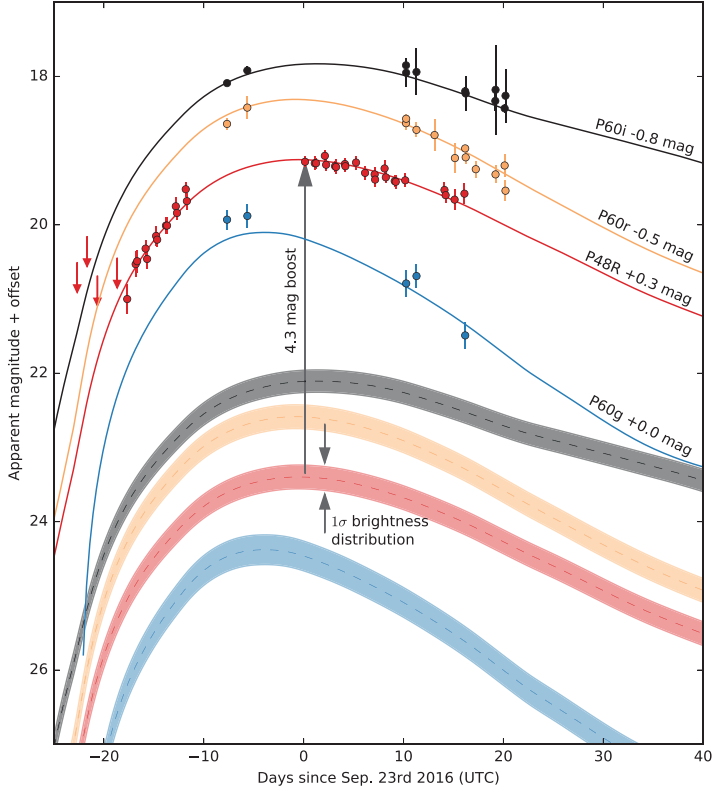 18
20
22
24
26
Apparent magnitude + offset
P60i -0.8 mag
P60r -0.5 mag
P48R +0.3 mag
P60g +0.0 mag
4.3 mag boost
1σ brightness
distribution
−20
−10
0
10
20
30
40
Days since Sep. 23rd 2016 (UTC)